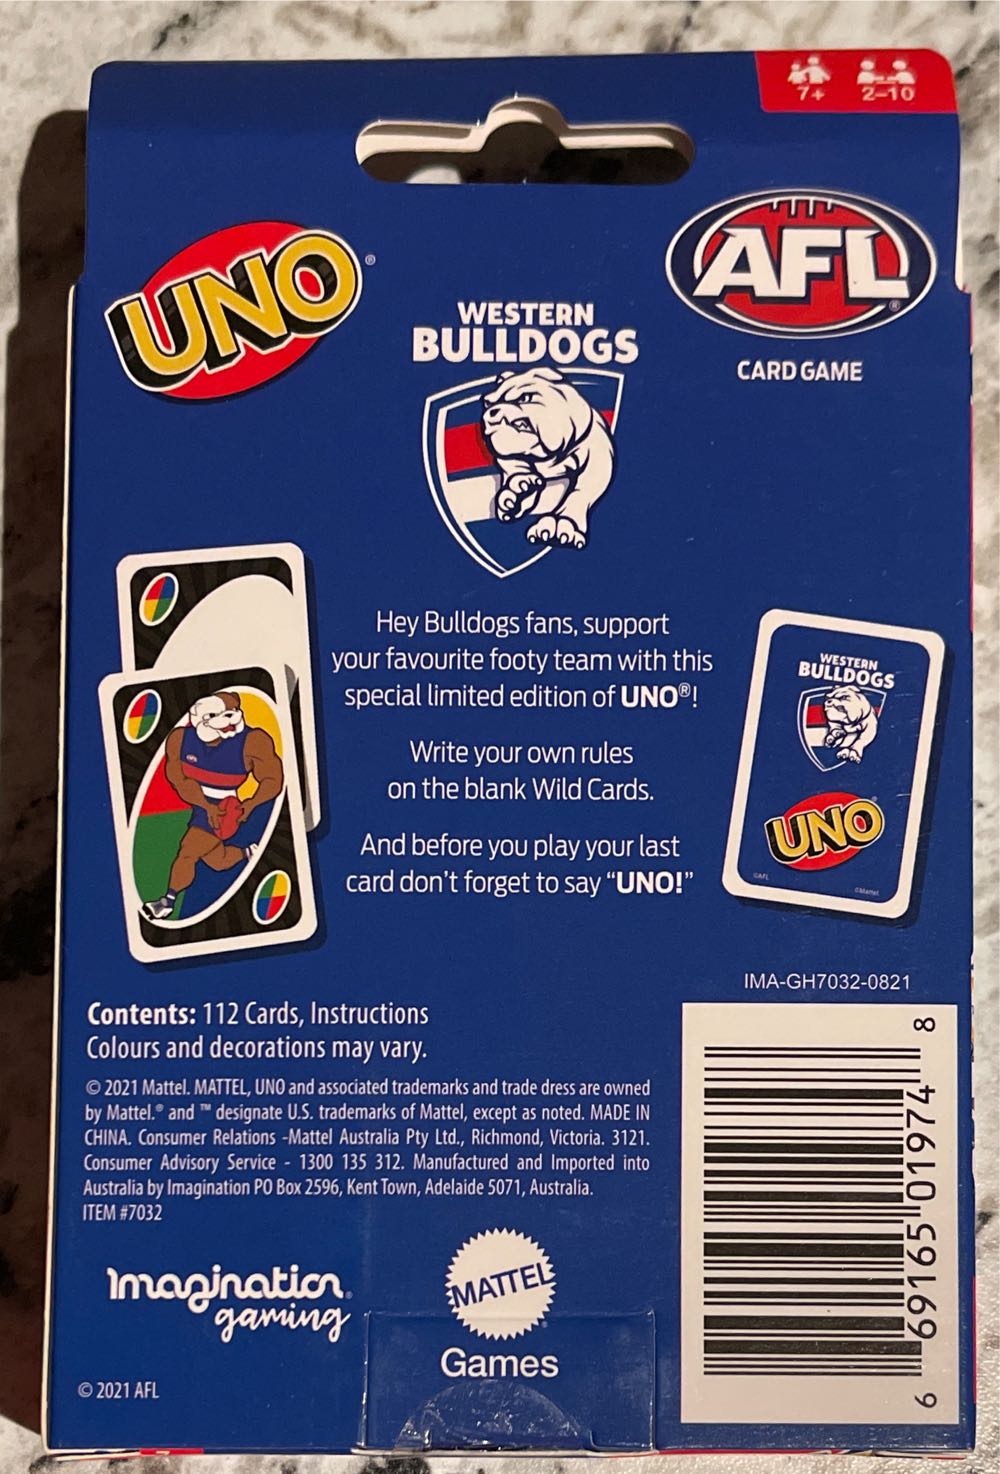 7+ 2–10
UNO®
AFL®
CARD GAME
WESTERN
BULLDOGS
Hey Bulldogs fans, support
your favourite footy team with this
special limited edition of UNO®!
Write your own rules
on the blank Wild Cards.
And before you play your last
card don't forget to say “UNO!”
WESTERN
BULLDOGS
UNO
©AFL ©Mattel
IMA-GH7032-0821
Contents: 112 Cards, Instructions
Colours and decorations may vary.
© 2021 Mattel. MATTEL, UNO and associated trademarks and trade dress are owned
by Mattel.® and ™ designate U.S. trademarks of Mattel, except as noted. MADE IN
CHINA. Consumer Relations -Mattel Australia Pty Ltd., Richmond, Victoria. 3121.
Consumer Advisory Service - 1300 135 312. Manufactured and Imported into
Australia by Imagination PO Box 2596, Kent Town, Adelaide 5071, Australia.
ITEM #7032
6 69165 01974 8
Imagination®
gaming
MATTEL®
Games
© 2021 AFL